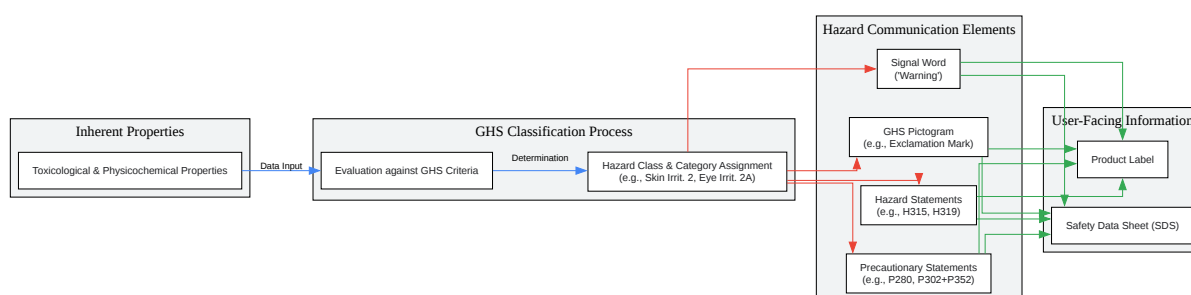 Inherent Properties
Toxicological & Physicochemical Properties
Data Input
GHS Classification Process
Evaluation against GHS Criteria
Determination
Hazard Class & Category Assignment
(e.g., Skin Irrit. 2, Eye Irrit. 2A)
Hazard Communication Elements
Signal Word
('Warning')
GHS Pictogram
(e.g., Exclamation Mark)
Hazard Statements
(e.g., H315, H319)
Precautionary Statements
(e.g., P280, P302+P352)
User-Facing Information
Product Label
Safety Data Sheet (SDS)